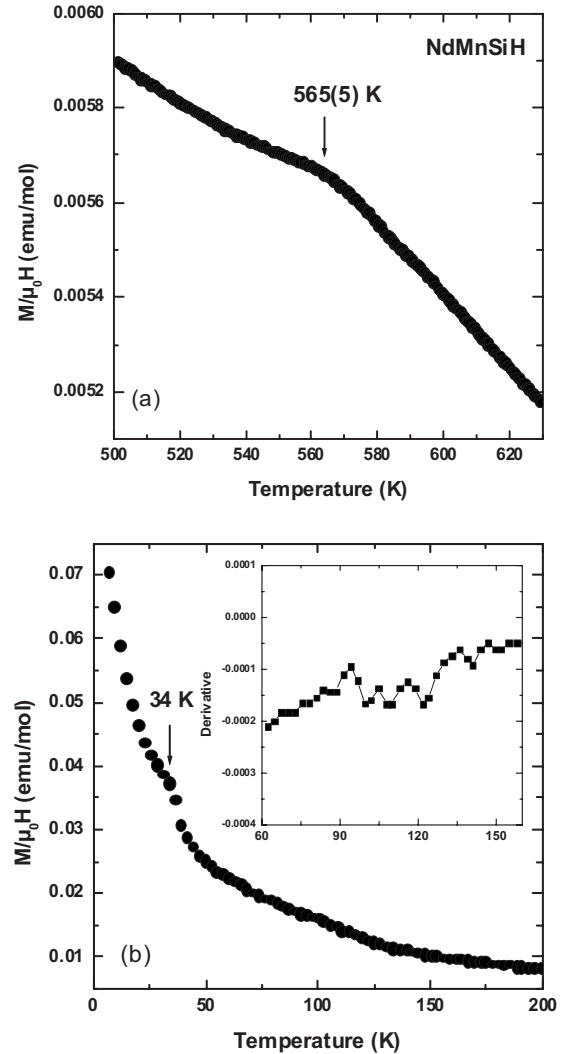 0.0060
NdMnSiH
565(5) K
0.0058
0.0056
0.0054
0.0052
M/μ₀H (emu/mol)
(a)
500 520 540 560 580 600 620
Temperature (K)
0.07
0.06
0.05
0.04
0.03
0.02
0.01
M/μ₀H (emu/mol)
34 K
0.0001
0.0000
-0.0001
-0.0002
-0.0003
-0.0004
Derivative
60 90 120 150
(b)
0 50 100 150 200
Temperature (K)